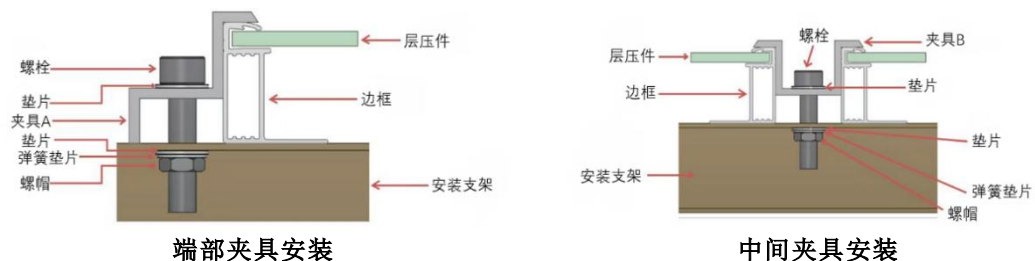 层压件
螺栓
垫片
夹具A
边框
垫片
弹簧垫片
螺帽
安装支架
端部夹具安装
螺栓
夹具B
层压件
边框
垫片
垫片
安装支架
弹簧垫片
螺帽
中间夹具安装